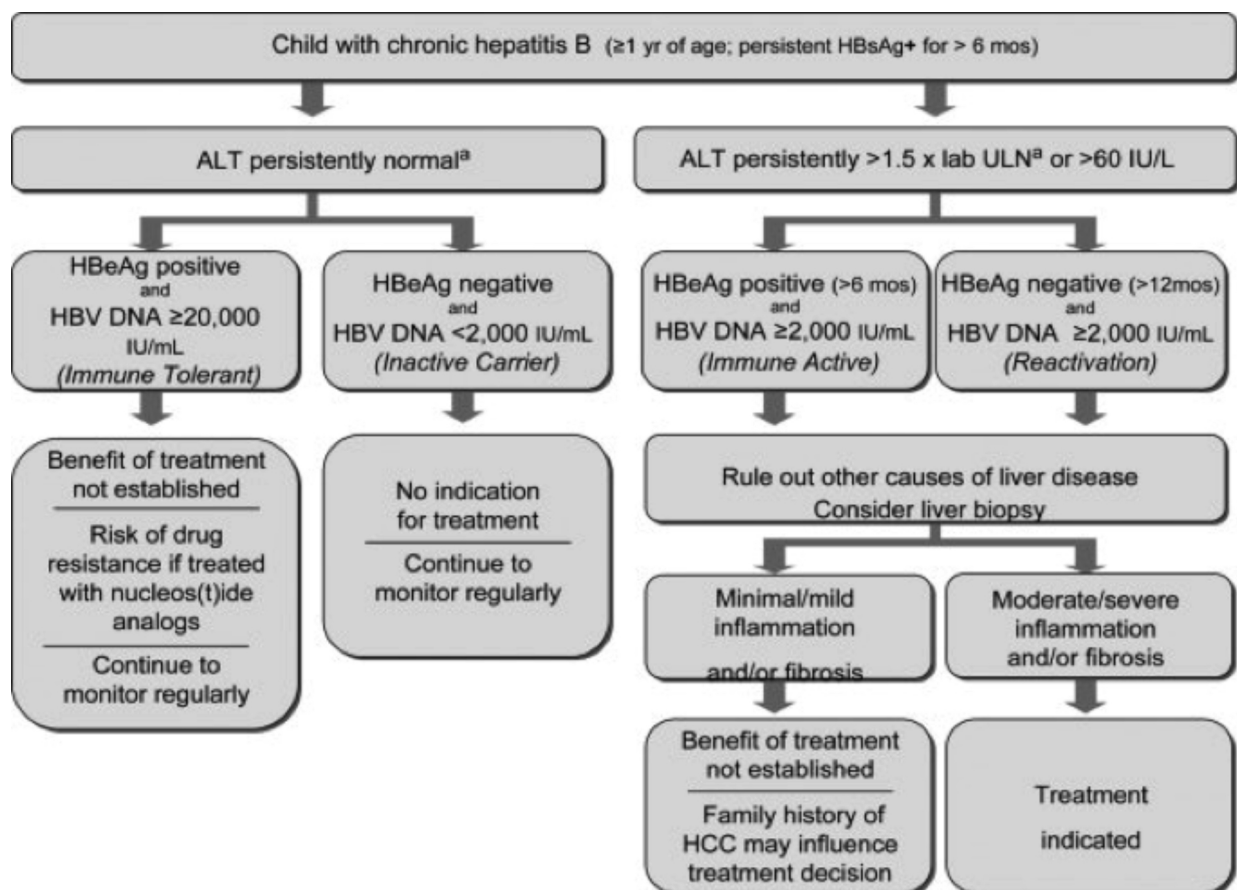 Child with chronic hepatitis B (≥1 yr of age; persistent HBsAg+ for > 6 mos)
ALT persistently normalª
ALT persistently >1.5 x lab ULNª or >60 IU/L
HBeAg positive
and
HBV DNA ≥20,000
IU/mL
(Immune Tolerant)
HBeAg negative
and
HBV DNA <2,000 IU/mL
(Inactive Carrier)
HBeAg positive (>6 mos)
and
HBV DNA ≥2,000 IU/mL
(Immune Active)
HBeAg negative (>12mos)
and
HBV DNA ≥2,000 IU/mL
(Reactivation)
Benefit of treatment
not established
Risk of drug
resistance if treated
with nucleos(t)ide
analogs
Continue to
monitor regularly
No indication
for treatment
Continue to
monitor regularly
Rule out other causes of liver disease
Consider liver biopsy
Minimal/mild
inflammation
and/or fibrosis
Moderate/severe
inflammation
and/or fibrosis
Benefit of treatment
not established
Family history of
HCC may influence
treatment decision
Treatment
indicated